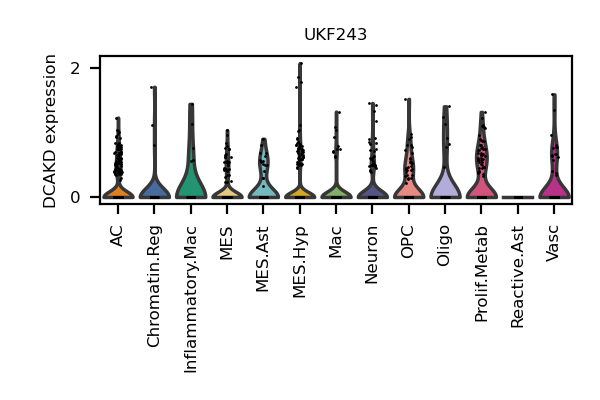 UKF243
DCAKD expression
2
0
AC
Chromatin.Reg
Inflammatory.Mac
MES
MES.Ast
MES.Hyp
Mac
Neuron
OPC
Oligo
Prolif.Metab
Reactive.Ast
Vasc